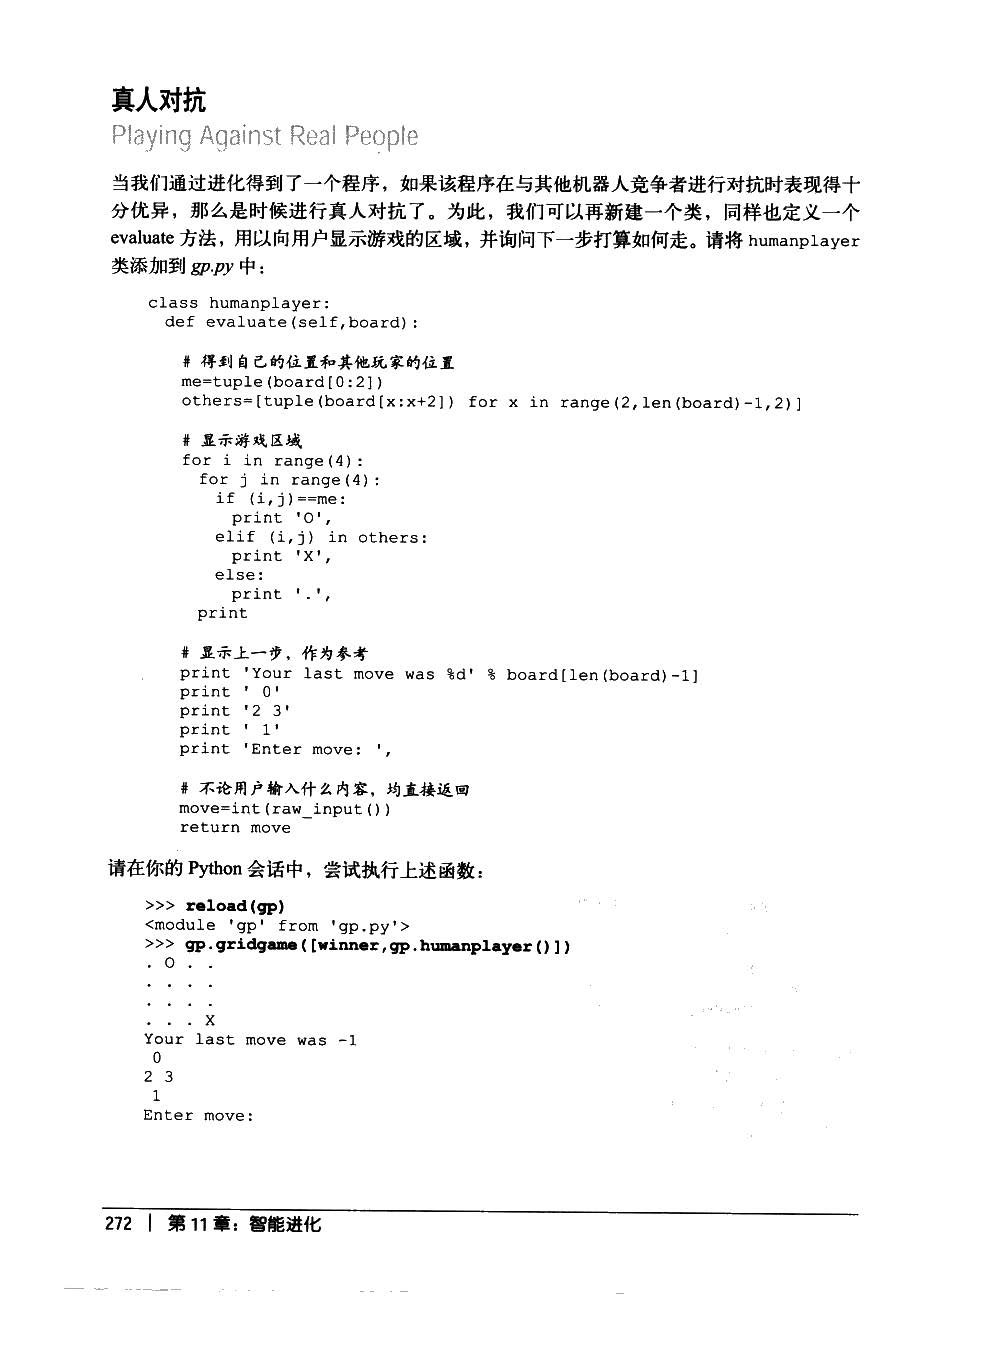 真人对抗
Playing Against Real People
当我们通过进化得到了一个程序，如果该程序在与其他机器人竞争者进行对抗时表现得十
分优异，那么是时候进行真人对抗了。为此，我们可以再新建一个类，同样也定义一个
evaluate 方法，用以向用户显示游戏的区域，并询问下一步打算如何走。请将 humanplayer
类添加到 gp.py 中：
class humanplayer:
  def evaluate(self,board):
    # 得到自己的位置和其他玩家的位置
    me=tuple(board[0:2])
    others=[tuple(board[x:x+2]) for x in range(2,len(board)-1,2)]
    # 显示游戏区域
    for i in range(4):
      for j in range(4):
        if (i,j)==me:
          print 'O',
        elif (i,j) in others:
          print 'X',
        else:
          print '.',
      print
    # 显示上一步，作为参考
    print 'Your last move was %d' % board[len(board)-1]
    print ' 0'
    print '2 3'
    print ' 1'
    print 'Enter move: ',
    # 不论用户输入什么内容，均直接返回
    move=int(raw_input())
    return move
请在你的 Python 会话中，尝试执行上述函数：
>>> reload(gp)
<module 'gp' from 'gp.py'>
>>> gp.gridgame([winner,gp.humanplayer()])
. O . .
. . . .
. . . .
. . . X
Your last move was -1
 0
2 3
 1
Enter move:
272 | 第 11 章：智能进化